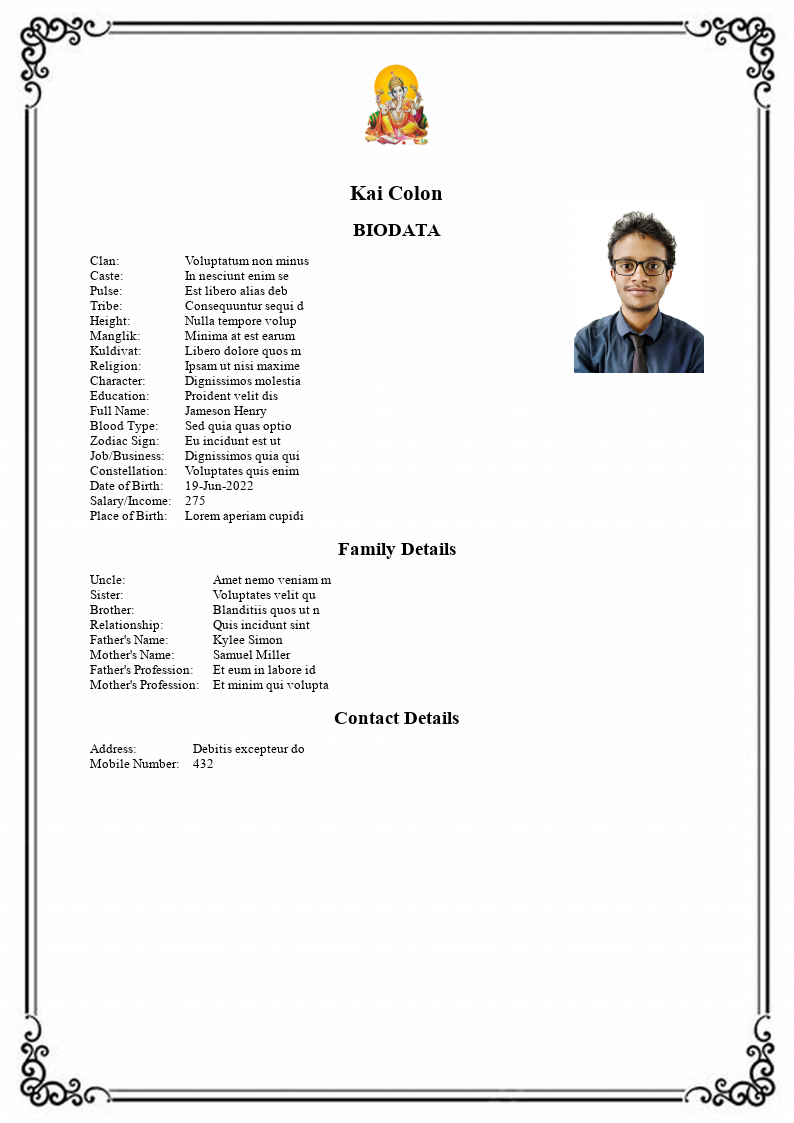 Kai Colon
BIODATA
Clan: Voluptatum non minus
Caste: In nesciunt enim se
Pulse: Est libero alias deb
Tribe: Consequuntur sequi d
Height: Nulla tempore volup
Manglik: Minima at est earum
Kuldivat: Libero dolore quos m
Religion: Ipsam ut nisi maxime
Character: Dignissimos molestia
Education: Proident velit dis
Full Name: Jameson Henry
Blood Type: Sed quia quas optio
Zodiac Sign: Eu incidunt est ut
Job/Business: Dignissimos quia qui
Constellation: Voluptates quis enim
Date of Birth: 19-Jun-2022
Salary/Income: 275
Place of Birth: Lorem aperiam cupidi
Family Details
Uncle: Amet nemo veniam m
Sister: Voluptates velit qu
Brother: Blanditiis quos ut n
Relationship: Quis incidunt sint
Father's Name: Kylee Simon
Mother's Name: Samuel Miller
Father's Profession: Et eum in labore id
Mother's Profession: Et minim qui volupta
Contact Details
Address: Debitis excepteur do
Mobile Number: 432